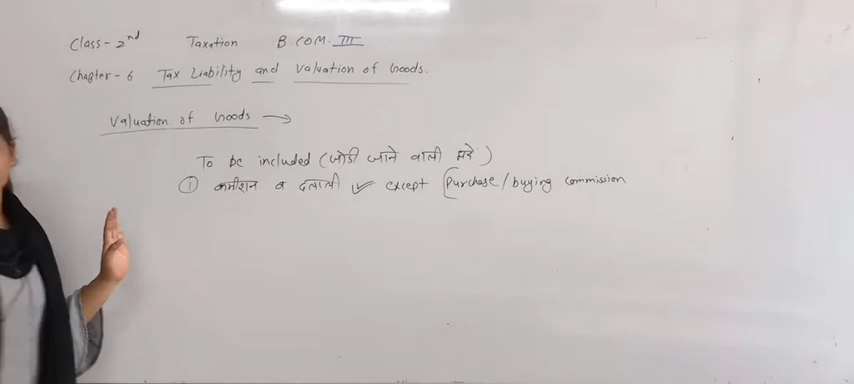 Class - 2nd Taxation B COM. III
Chapter - 6 Tax Liability and Valuation of Goods.
Valuation of Goods →
To be included (जोडी जाने वाली मदे)
① कमीशन व दलाली ✓ except [Purchase/buying commission